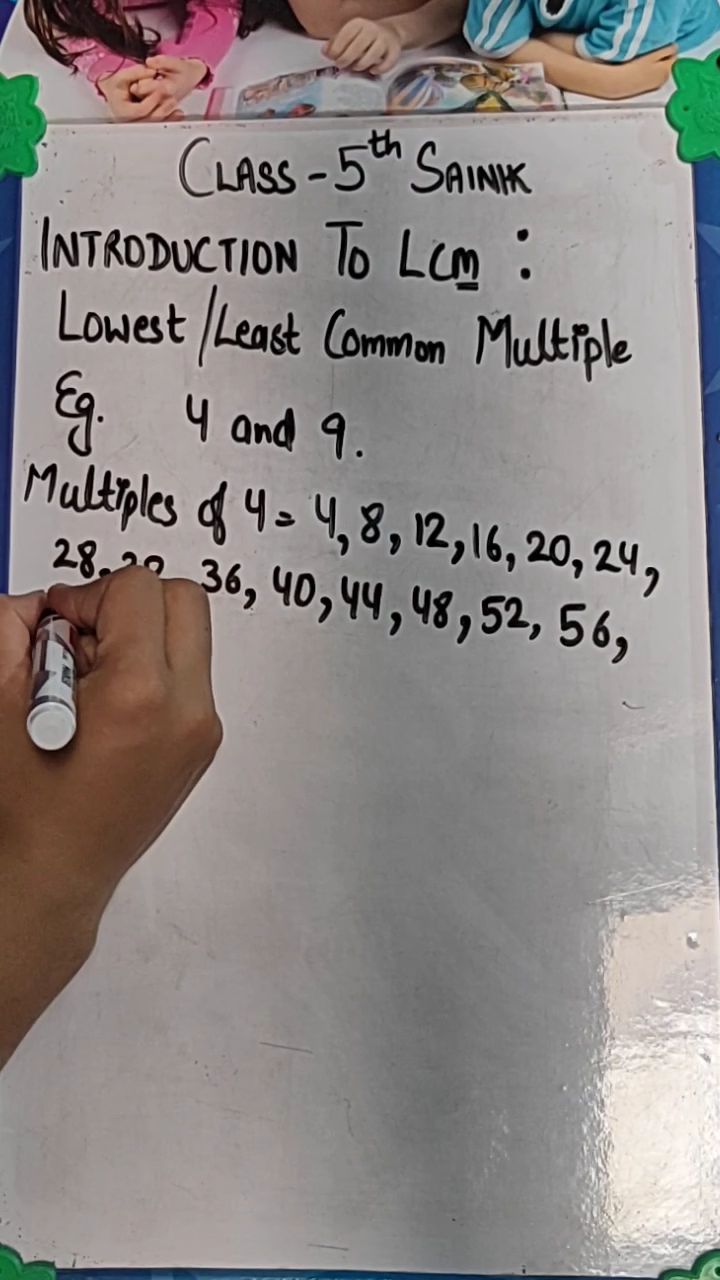 CLASS - 5th SAINIK
INTRODUCTION TO LCM :
Lowest/Least Common Multiple
Eg. 4 and 9.
Multiples of 4 = 4, 8, 12, 16, 20, 24,
28, 36, 40, 44, 48, 52, 56,